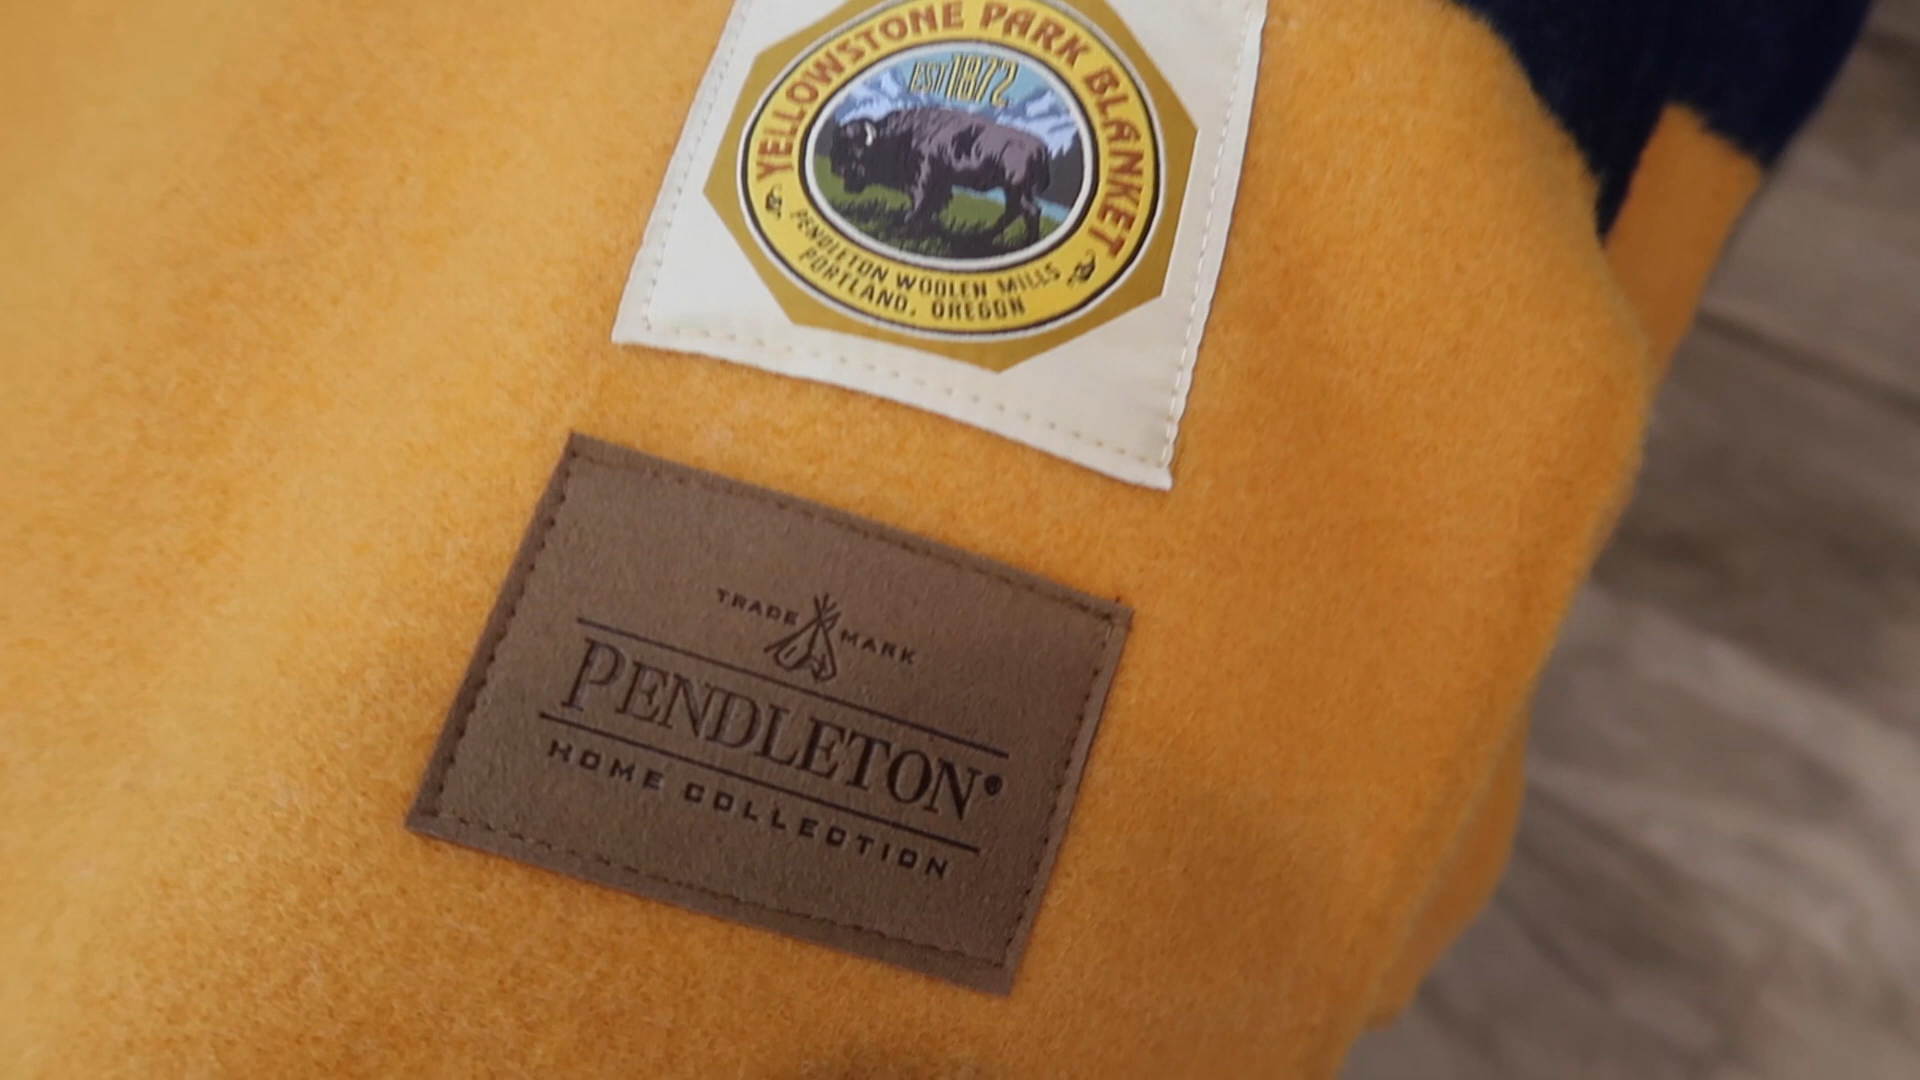 YELLOWSTONE PARK BLANKET
EST 1872
PENDLETON WOOLEN MILLS
PORTLAND, OREGON
TRADE MARK
PENDLETON®
HOME COLLECTION